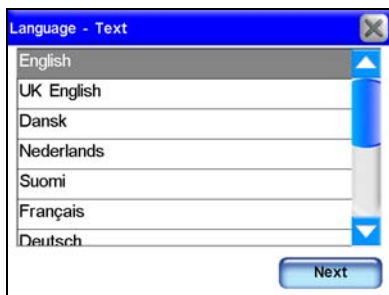 Language - Text
English
UK English
Dansk
Nederlands
Suomi
Français
Deutsch
Next